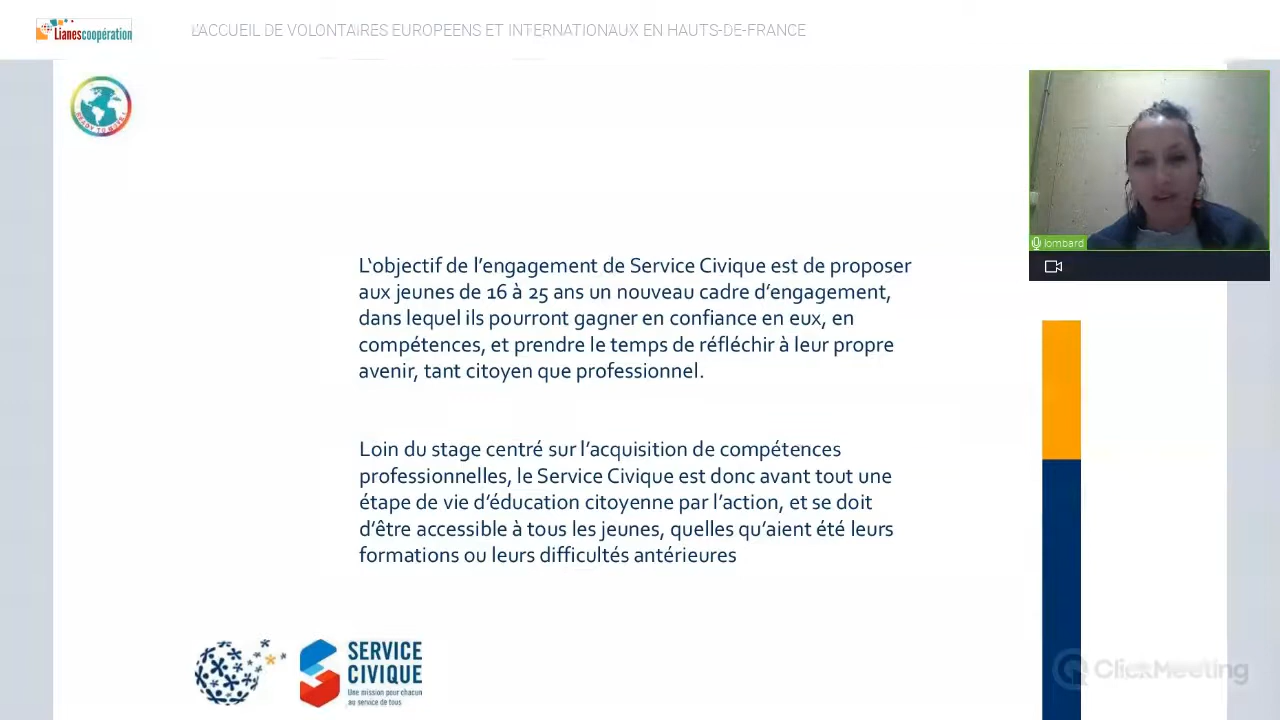 Lianescoopération
L'ACCUEIL DE VOLONTAIRES EUROPEENS ET INTERNATIONAUX EN HAUTS-DE-FRANCE
READY TO MOVE
lombard
L‘objectif de l’engagement de Service Civique est de proposer
aux jeunes de 16 à 25 ans un nouveau cadre d’engagement,
dans lequel ils pourront gagner en confiance en eux, en
compétences, et prendre le temps de réfléchir à leur propre
avenir, tant citoyen que professionnel.
Loin du stage centré sur l’acquisition de compétences
professionnelles, le Service Civique est donc avant tout une
étape de vie d’éducation citoyenne par l’action, et se doit
d’être accessible à tous les jeunes, quelles qu’aient été leurs
formations ou leurs difficultés antérieures
SERVICE
CIVIQUE
Une mission pour chacun
au service de tous
ClickMeeting